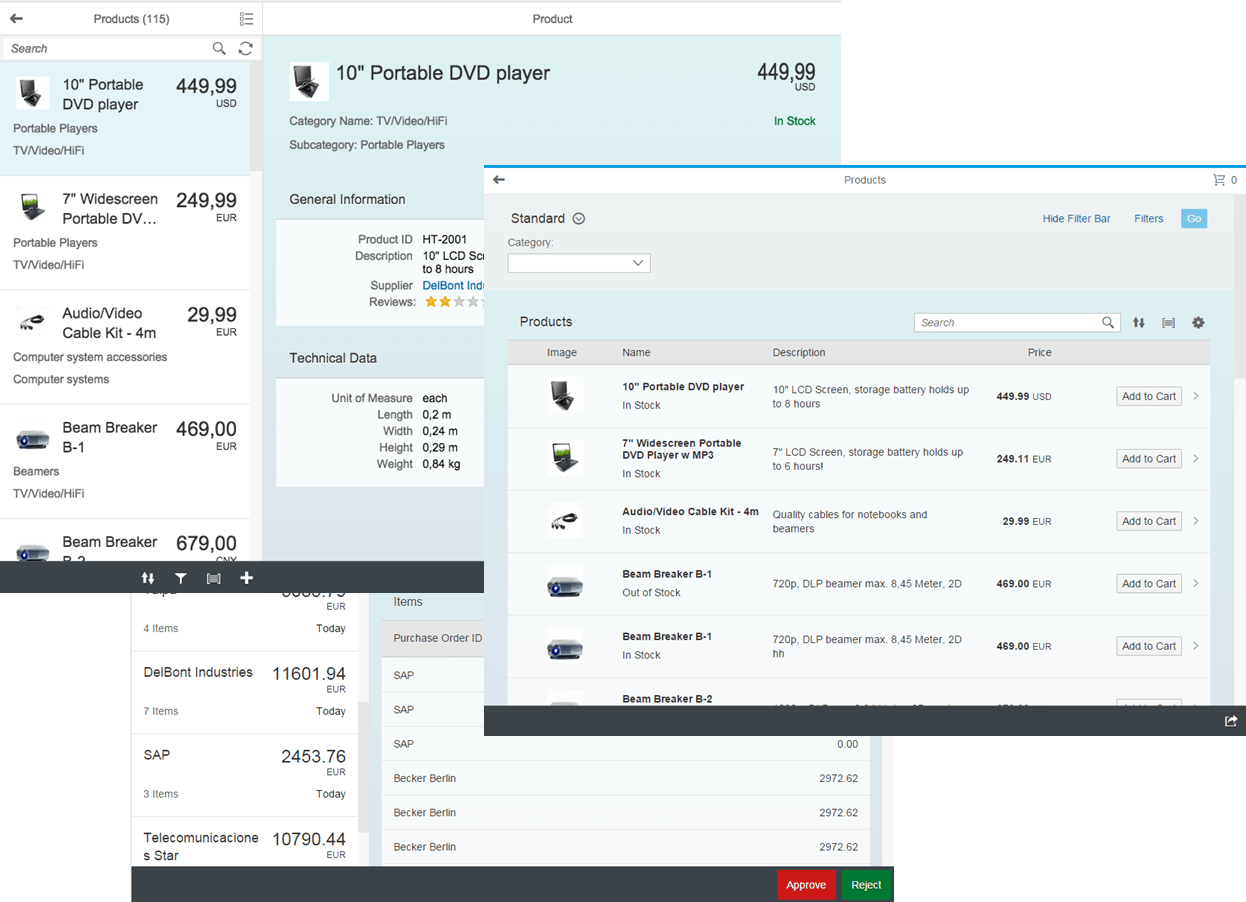 Products (115)
Search
10" Portable
DVD player
449,99
USD
Portable Players
TV/Video/HiFi
7" Widescreen
Portable DV…
249,99
EUR
Portable Players
TV/Video/HiFi
Audio/Video
Cable Kit - 4m
29,99
EUR
Computer system accessories
Computer systems
Beam Breaker
B-1
469,00
EUR
Beamers
TV/Video/HiFi
Beam Breaker
B-2
679,00
CNY
Product
10" Portable DVD player
449,99
USD
Category Name: TV/Video/HiFi
In Stock
Subcategory: Portable Players
General Information
Product ID HT-2001
Description 10" LCD
to 8 hours
Supplier DelBont
Reviews:
Technical Data
Unit of Measure each
Length 0,2 m
Width 0,24 m
Height 0,29 m
Weight 0,84 kg
Products
0
Standard
Hide Filter Bar Filters Go
Category:
Products
Search
Image Name Description Price
10" Portable DVD player
In Stock
10" LCD Screen, storage battery holds up
to 8 hours
449.99 USD
Add to Cart
7" Widescreen Portable
DVD Player w MP3
In Stock
7" LCD Screen, storage battery holds up
to 6 hours!
249.11 EUR
Add to Cart
Audio/Video Cable Kit - 4m
In Stock
Quality cables for notebooks and
beamers
29.99 EUR
Add to Cart
Beam Breaker B-1
Out of Stock
720p, DLP beamer max. 8,45 Meter, 2D
469.00 EUR
Add to Cart
Beam Breaker B-1
In Stock
720p, DLP beamer max. 8,45 Meter, 2D
hh
469.00 EUR
Add to Cart
Beam Breaker B-2
EUR
4 Items Today
DelBont Industries
11601.94
EUR
7 Items Today
SAP
2453.76
EUR
3 Items Today
Telecomunicacione
s Star
10790.44
EUR
Items
Purchase Order ID
SAP
SAP
SAP 0.00
Becker Berlin 2972.62
Becker Berlin 2972.62
Becker Berlin 2972.62
Approve Reject